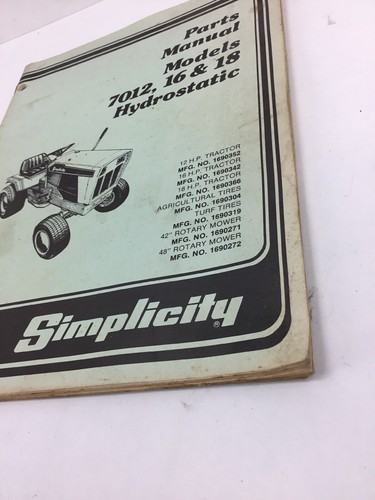 Parts
Manual
Models
7012, 16 & 18
Hydrostatic
12 H.P. TRACTOR
MFG. NO. 1690352
16 H.P. TRACTOR
MFG. NO. 1690342
18 H.P. TRACTOR
MFG. NO. 1690366
AGRICULTURAL TIRES
MFG. NO. 1690304
TURF TIRES
MFG. NO. 1690319
42" ROTARY MOWER
MFG. NO. 1690271
48" ROTARY MOWER
MFG. NO. 1690272
Simplicity®